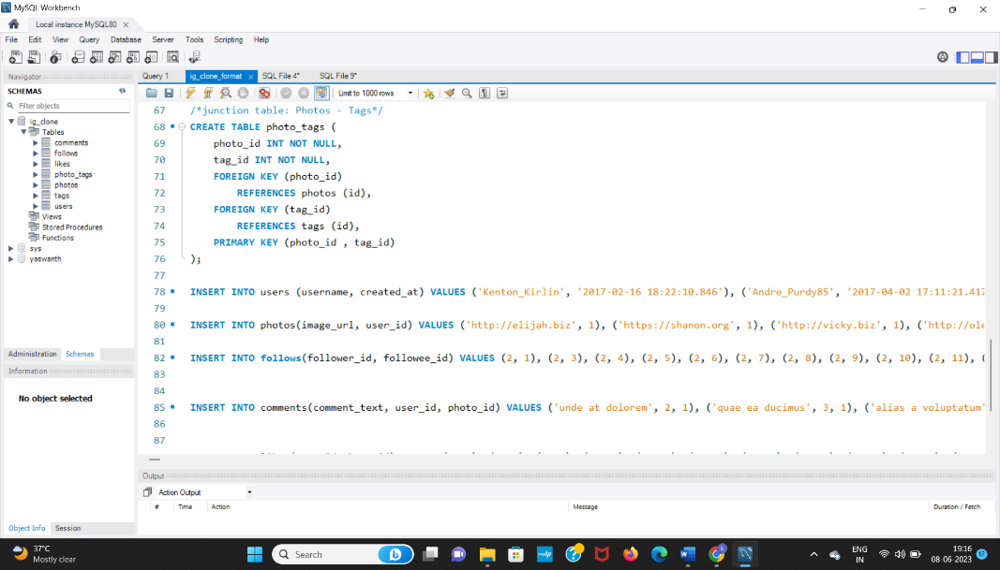 MySQL Workbench
Local instance MySQL80
File Edit View Query Database Server Tools Scripting Help
Navigator
SCHEMAS
Filter objects
ig_clone
Tables
comments
follows
likes
photo_tags
photos
tags
users
Views
Stored Procedures
Functions
sys
yaswanth
Administration Schemas
Information
No object selected
Object Info Session
Query 1 ig_clone_format SQL File 4* SQL File 9*
Limit to 1000 rows
67 /*junction table: Photos - Tags*/
68 CREATE TABLE photo_tags (
69 photo_id INT NOT NULL,
70 tag_id INT NOT NULL,
71 FOREIGN KEY (photo_id)
72 REFERENCES photos (id),
73 FOREIGN KEY (tag_id)
74 REFERENCES tags (id),
75 PRIMARY KEY (photo_id , tag_id)
76 );
77
78 INSERT INTO users (username, created_at) VALUES ('Kenton_Kirlin', '2017-02-16 18:22:10.846'), ('Andre_Purdy85', '2017-04-02 17:11:21.417
79
80 INSERT INTO photos(image_url, user_id) VALUES ('http://elijah.biz', 1), ('https://shanon.org', 1), ('http://vicky.biz', 1), ('http://ole
81
82 INSERT INTO follows(follower_id, followee_id) VALUES (2, 1), (2, 3), (2, 4), (2, 5), (2, 6), (2, 7), (2, 8), (2, 9), (2, 10), (2, 11), (
83
84
85 INSERT INTO comments(comment_text, user_id, photo_id) VALUES ('unde at dolorem', 2, 1), ('quae ea ducimus', 3, 1), ('alias a voluptatum'
86
87
Output
Action Output
# Time Action Message Duration / Fetch
37°C
Mostly clear
Search
ENG
IN
19:16
08-06-2023
12